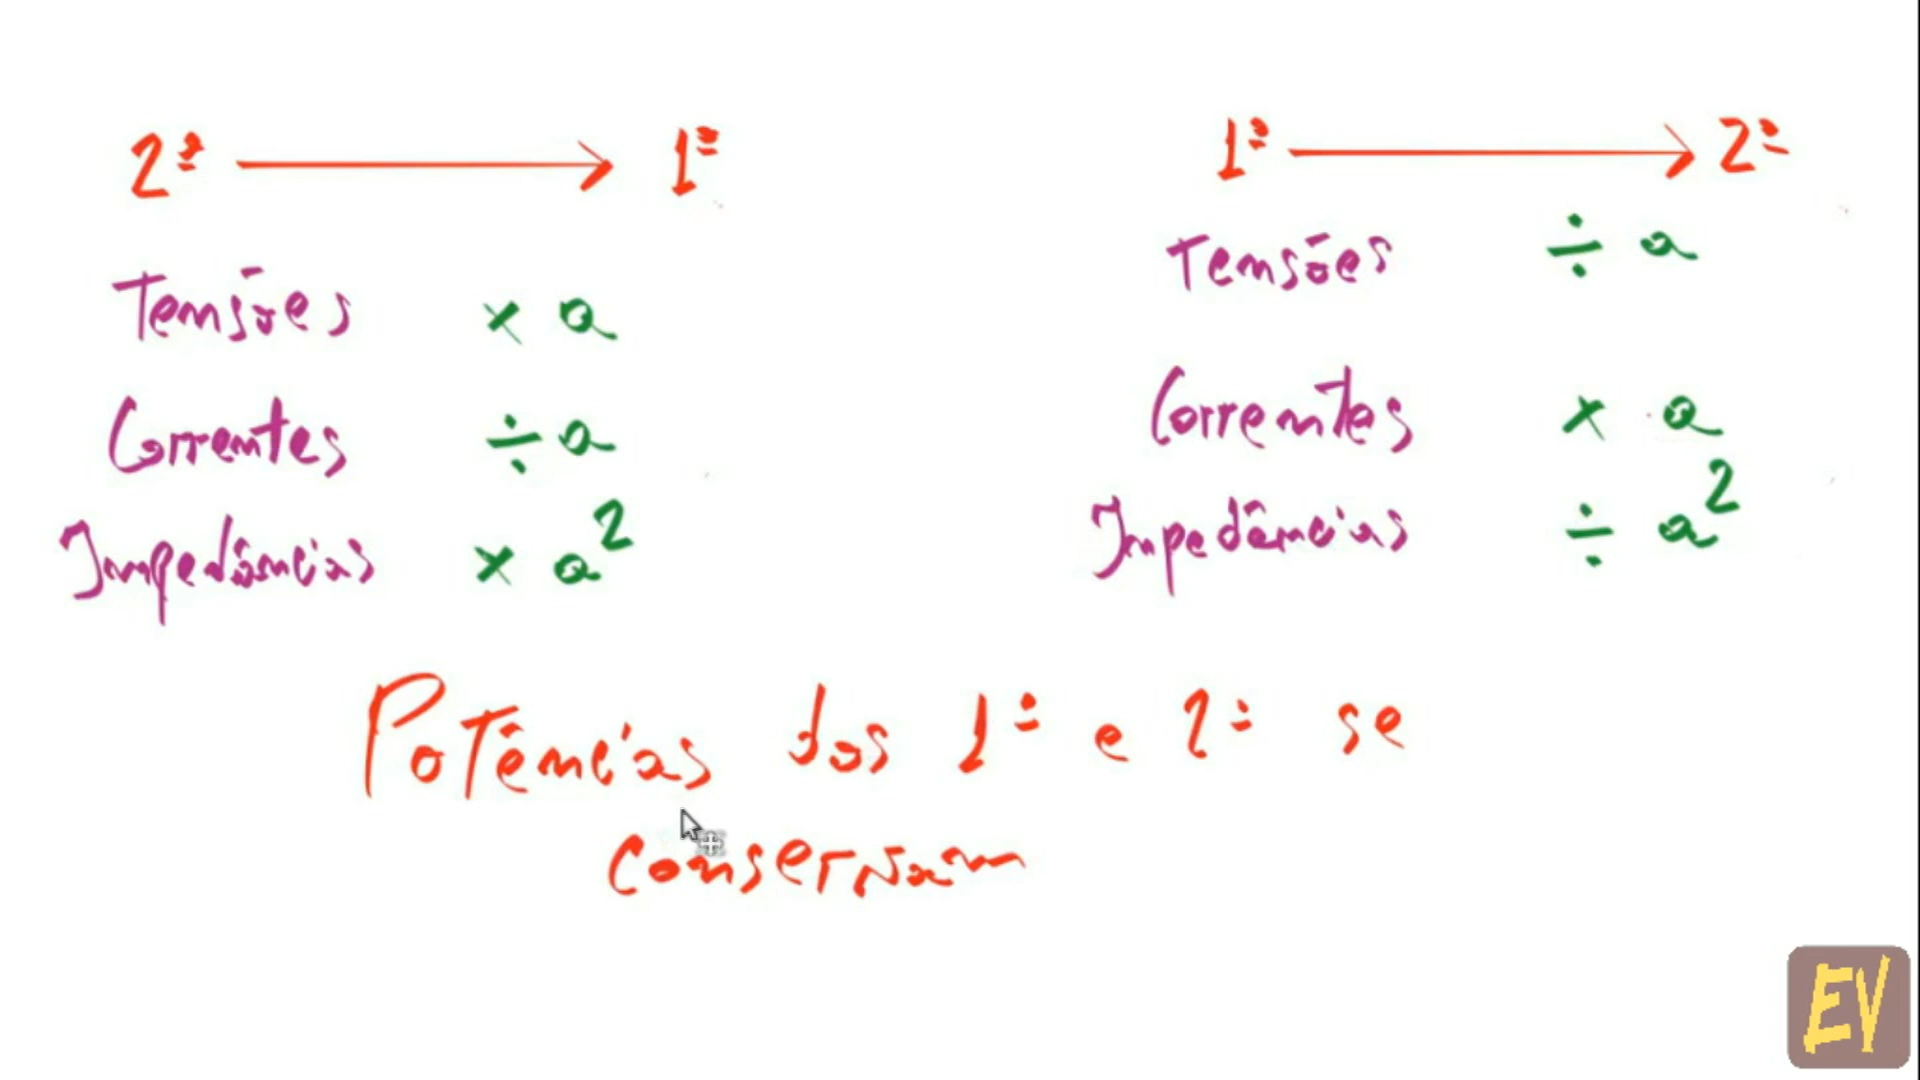 2º → 1º
Tensões × a
Correntes ÷ a
Impedâncias × a²
1º → 2º
Tensões ÷ a
Correntes × a
Impedâncias ÷ a²
Potências dos 1º e 2º se
conservam
EV